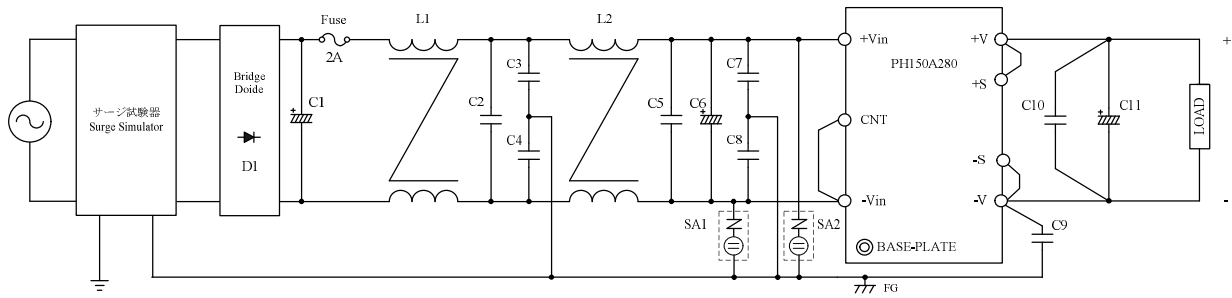 サージ試験器
Surge Simulator
Bridge
Doide
D1
C1
Fuse
2A
L1
C2
C3
C4
L2
C5
C6
C7
C8
SA1
SA2
+Vin
CNT
-Vin
PH150A280
BASE-PLATE
+V
+S
-S
-V
C9
C10
C11
LOAD
+
-
FG